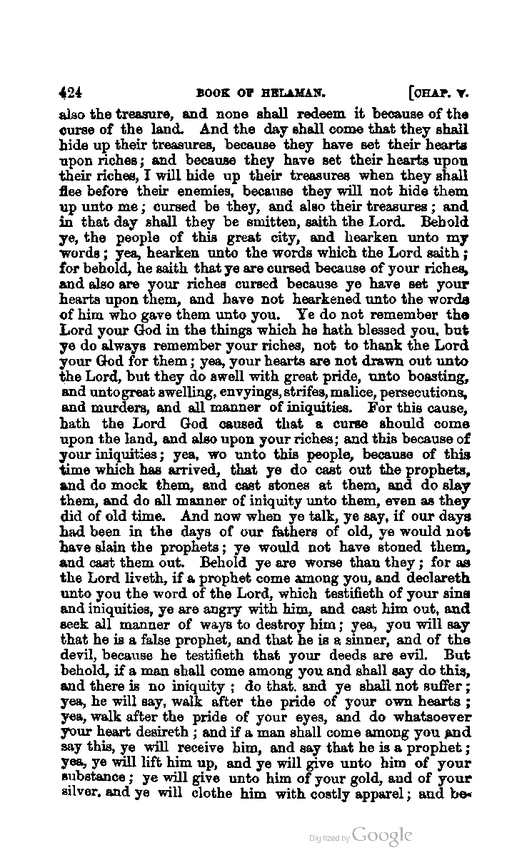 424 BOOK OF HELAMAN. [CHAP. V.
also the treasure, and none shall redeem it because of the
curse of the land. And the day shall come that they shall
hide up their treasures, because they have set their hearts
upon riches; and because they have set their hearts upon
their riches, I will hide up their treasures when they shall
flee before their enemies, because they will not hide them
up unto me; cursed be they, and also their treasures; and
in that day shall they be smitten, saith the Lord. Behold
ye, the people of this great city, and hearken unto my
words; yea, hearken unto the words which the Lord saith;
for behold, he saith that ye are cursed because of your riches,
and also are your riches cursed because ye have set your
hearts upon them, and have not hearkened unto the words
of him who gave them unto you. Ye do not remember the
Lord your God in the things which he hath blessed you, but
ye do always remember your riches, not to thank the Lord
your God for them; yea, your hearts are not drawn out unto
the Lord, but they do swell with great pride, unto boasting,
and unto great swelling, envyings, strifes, malice, persecutions,
and murders, and all manner of iniquities. For this cause,
hath the Lord God caused that a curse should come
upon the land, and also upon your riches; and this because of
your iniquities; yea, wo unto this people, because of this
time which has arrived, that ye do cast out the prophets,
and do mock them, and cast stones at them, and do slay
them, and do all manner of iniquity unto them, even as they
did of old time. And now when ye talk, ye say, if our days
had been in the days of our fathers of old, ye would not
have slain the prophets; ye would not have stoned them,
and cast them out. Behold ye are worse than they; for as
the Lord liveth, if a prophet come among you, and declareth
unto you the word of the Lord, which testifieth of your sins
and iniquities, ye are angry with him, and cast him out, and
seek all manner of ways to destroy him; yea, you will say
that he is a false prophet, and that he is a sinner, and of the
devil, because he testifieth that your deeds are evil. But
behold, if a man shall come among you and shall say do this,
and there is no iniquity; do that. and ye shall not suffer;
yea, he will say, walk after the pride of your own hearts;
yea, walk after the pride of your eyes, and do whatsoever
your heart desireth; and if a man shall come among you and
say this, ye will receive him, and say that he is a prophet;
yea, ye will lift him up, and ye will give unto him of your
substance; ye will give unto him of your gold, and of your
silver. and ye will clothe him with costly apparel; and be-
Digitized by Google